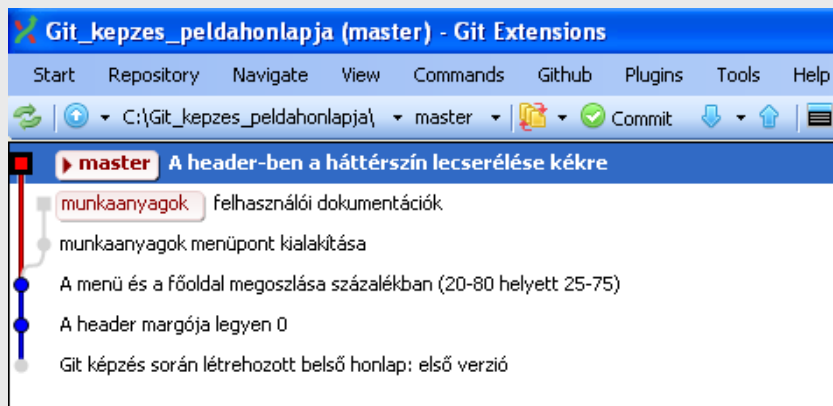 Git_kepzes_peldahonlapja (master) - Git Extensions
Start Repository Navigate View Commands Github Plugins Tools Help
C:\Git_kepzes_peldahonlapja\ master Commit
master A header-ben a háttérszín lecserélése kékre
munkaanyagok felhasználói dokumentációk
munkaanyagok menüpont kialakítása
A menü és a főoldal megoszlása százalékban (20-80 helyett 25-75)
A header margója legyen 0
Git képzés során létrehozott belső honlap: első verzió